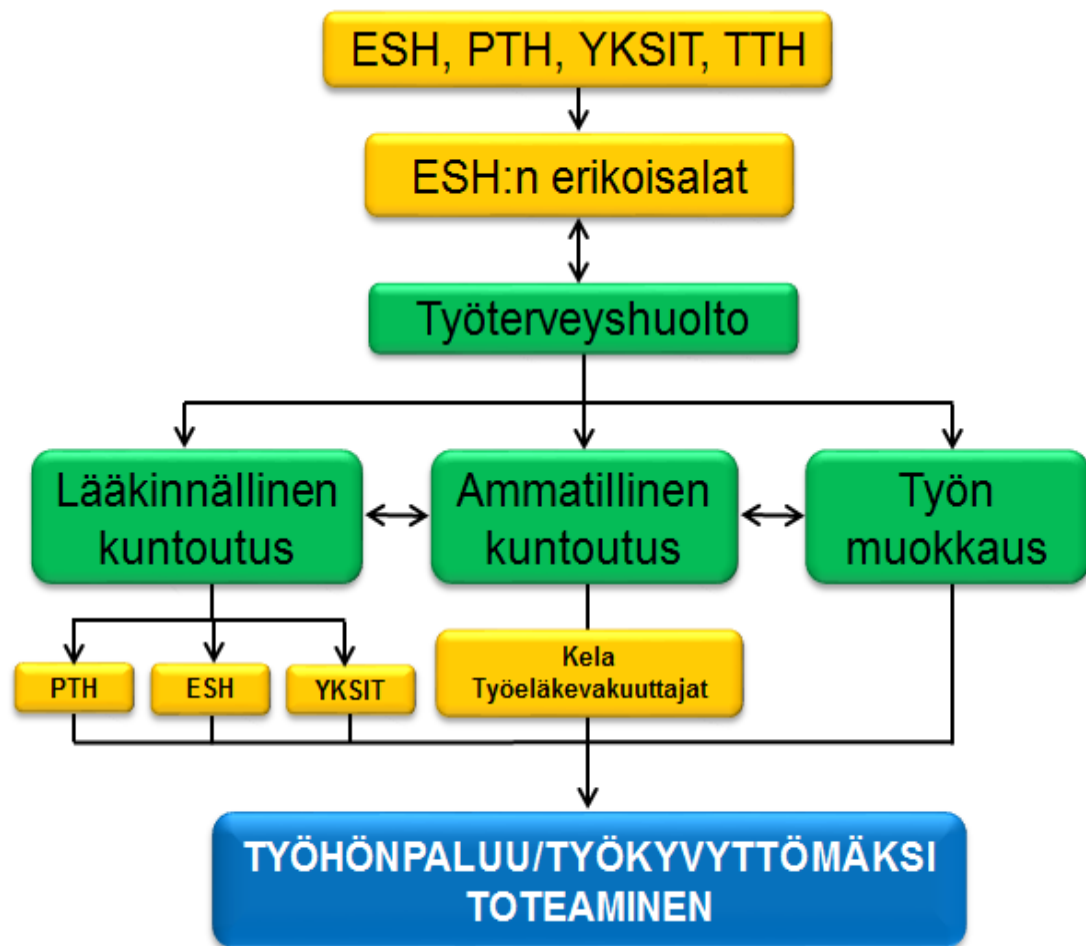 ESH, PTH, YKSIT, TTH
ESH:n erikoisalat
Työterveyshuolto
Lääkinnällinen
kuntoutus
Ammatillinen
kuntoutus
Työn
muokkaus
PTH
ESH
YKSIT
Kela
Työeläkevakuuttajat
TYÖHÖNPALUU/TYÖKYVYTTÖMÄKSI
TOTEAMINEN